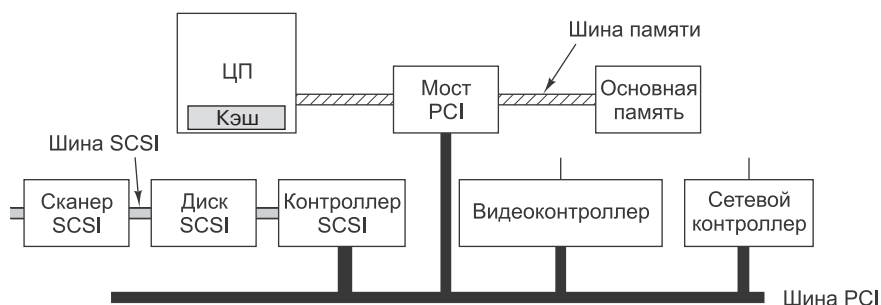 Шина памяти
ЦП
Кэш
Мост
PCI
Основная
память
Шина SCSI
Сканер
SCSI
Диск
SCSI
Контроллер
SCSI
Видеоконтроллер
Сетевой
контроллер
Шина PCI